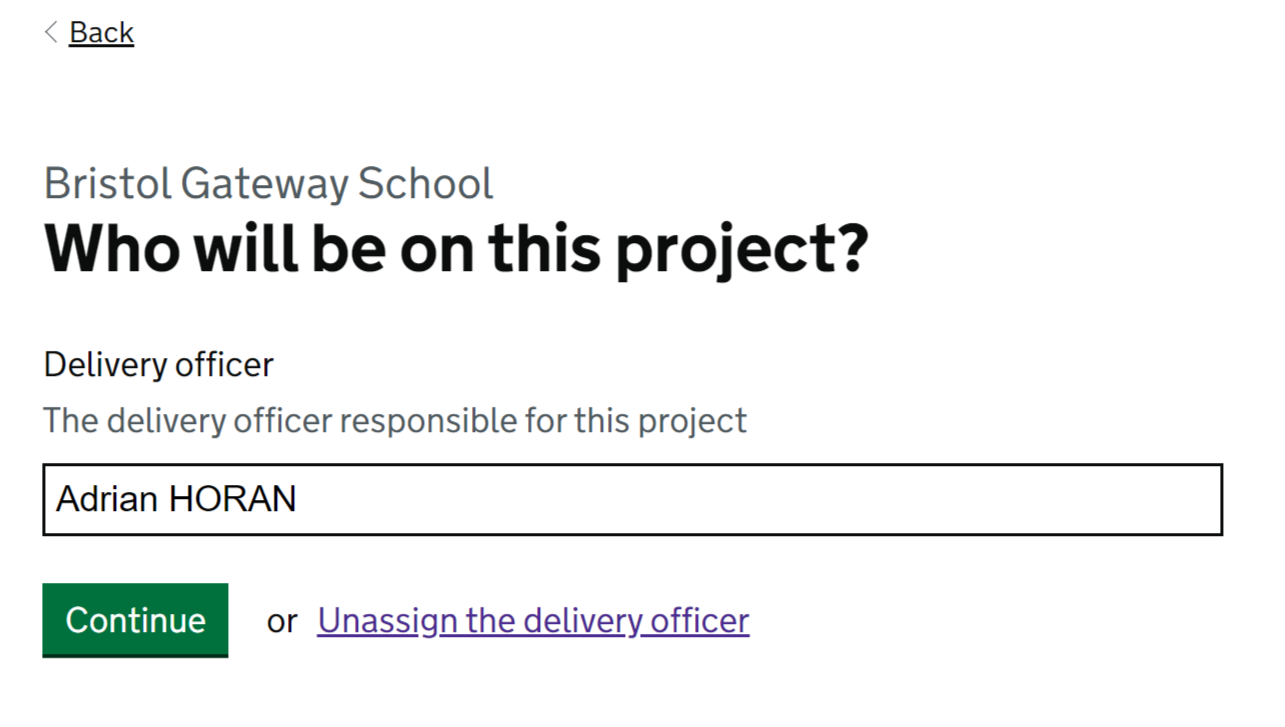 Back
Bristol Gateway School
Who will be on this project?
Delivery officer
The delivery officer responsible for this project
Adrian HORAN
Continue or Unassign the delivery officer